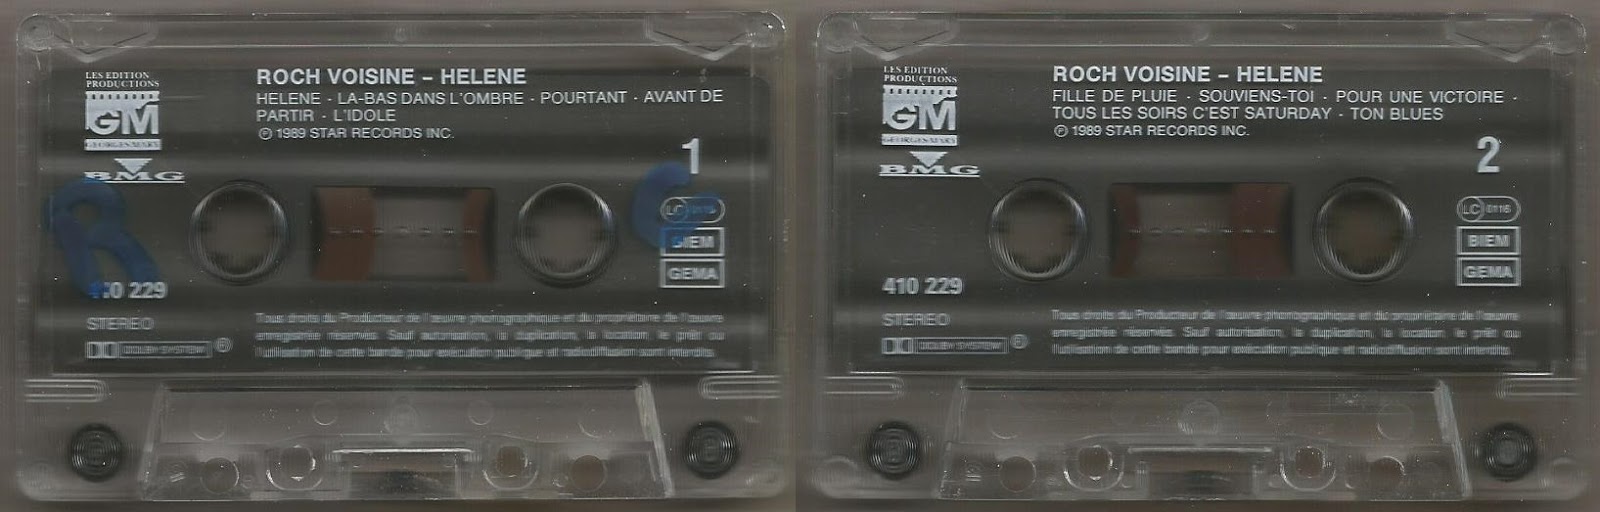 LES EDITION
PRODUCTIONS
GM
GEORGES MARY
BMG
ROCH VOISINE – HELENE
HELENE · LA-BAS DANS L'OMBRE · POURTANT · AVANT DE
PARTIR · L'IDOLE
Ⓟ 1989 STAR RECORDS INC.
1
R
C
LC 0116
BIEM
GEMA
410 229
STEREO
DOLBY SYSTEM ®
Tous droits du Producteur de l'œuvre phonographique et du propriétaire de l'œuvre
enregistrée réservés. Sauf autorisation, la duplication, la location, le prêt ou
l'utilisation de cette bande pour exécution publique et radiodiffusion sont interdits.
LES EDITION
PRODUCTIONS
GM
GEORGES MARY
BMG
ROCH VOISINE – HELENE
FILLE DE PLUIE · SOUVIENS-TOI · POUR UNE VICTOIRE ·
TOUS LES SOIRS C'EST SATURDAY · TON BLUES
Ⓟ 1989 STAR RECORDS INC.
2
LC 0116
BIEM
GEMA
410 229
STEREO
DOLBY SYSTEM ®
Tous droits du Producteur de l'œuvre phonographique et du propriétaire de l'œuvre
enregistrée réservés. Sauf autorisation, la duplication, la location, le prêt ou
l'utilisation de cette bande pour exécution publique et radiodiffusion sont interdits.